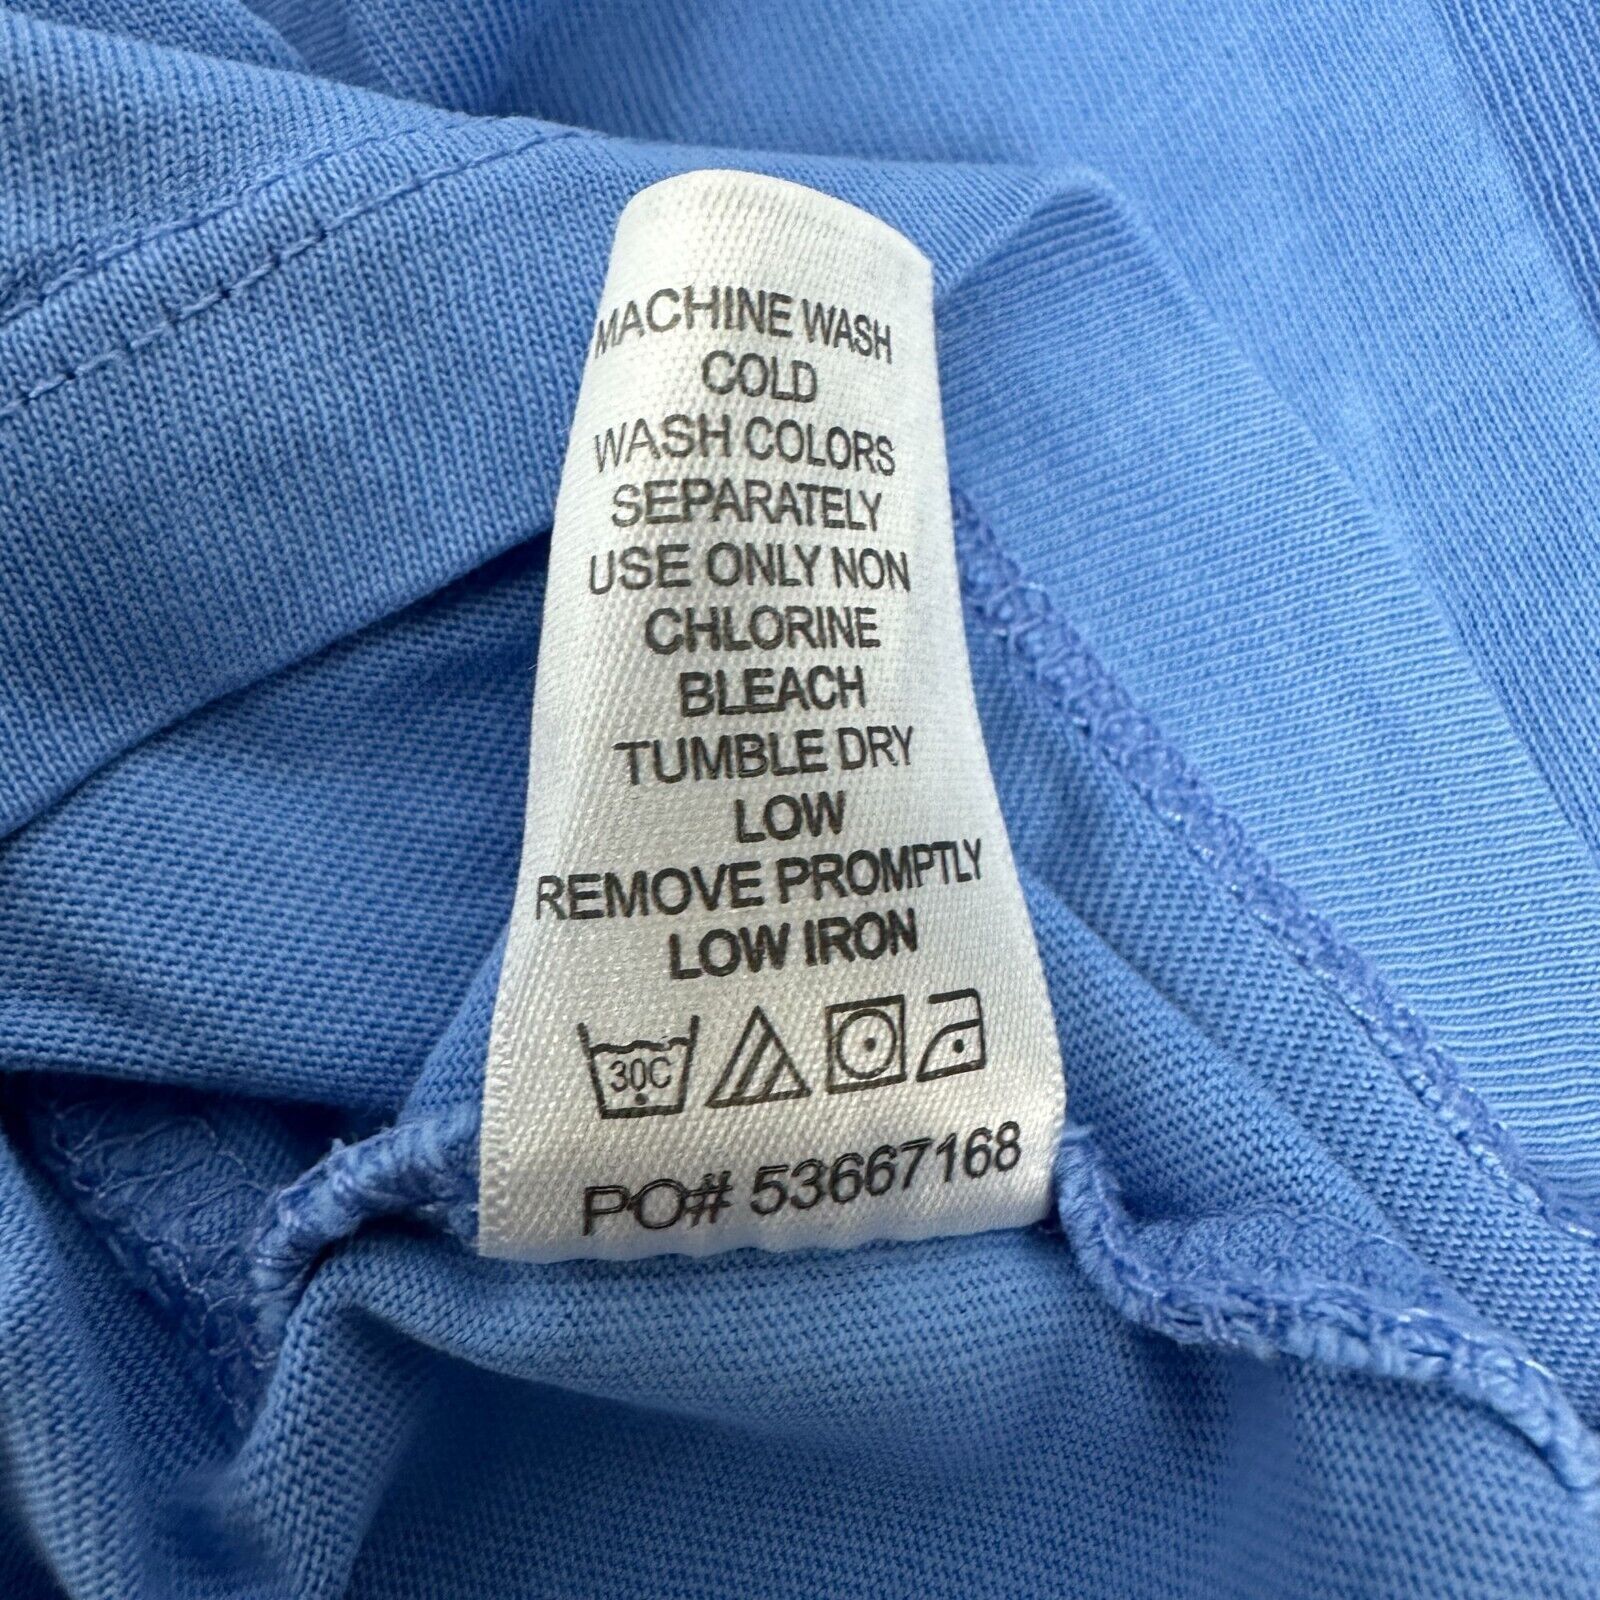 MACHINE WASH
COLD
WASH COLORS
SEPARATELY
USE ONLY NON
CHLORINE
BLEACH
TUMBLE DRY
LOW
REMOVE PROMPTLY
LOW IRON
30C
PO# 53667168